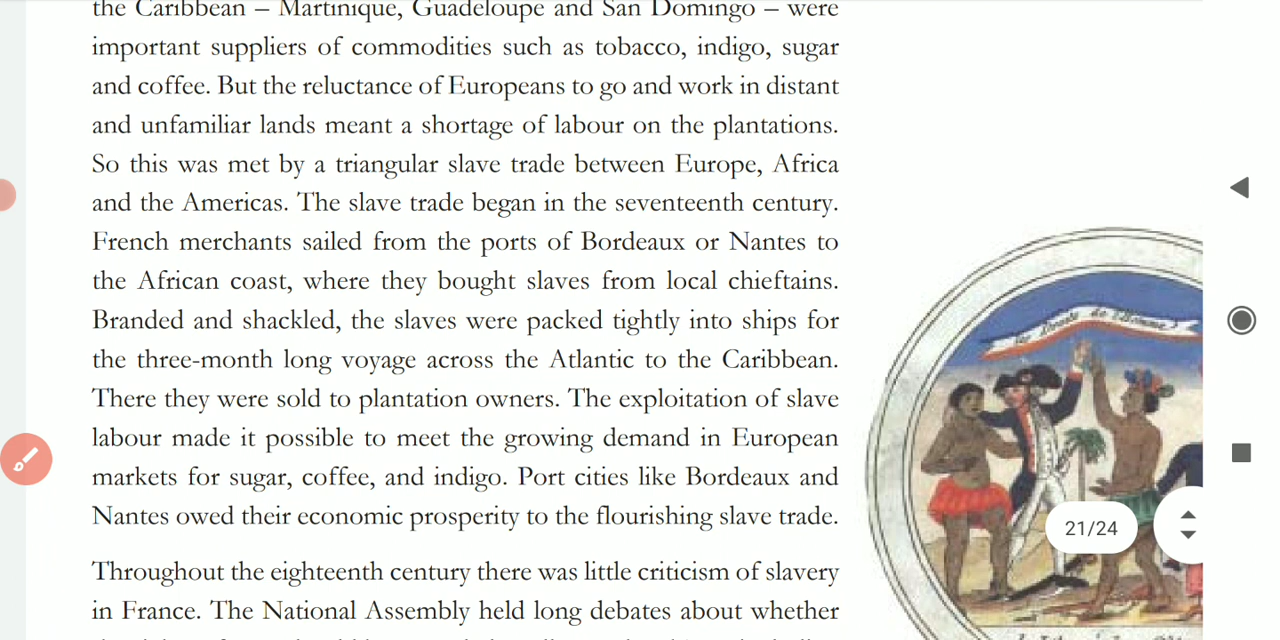 the Caribbean – Martinique, Guadeloupe and San Domingo – were
important suppliers of commodities such as tobacco, indigo, sugar
and coffee. But the reluctance of Europeans to go and work in distant
and unfamiliar lands meant a shortage of labour on the plantations.
So this was met by a triangular slave trade between Europe, Africa
and the Americas. The slave trade began in the seventeenth century.
French merchants sailed from the ports of Bordeaux or Nantes to
the African coast, where they bought slaves from local chieftains.
Branded and shackled, the slaves were packed tightly into ships for
the three-month long voyage across the Atlantic to the Caribbean.
There they were sold to plantation owners. The exploitation of slave
labour made it possible to meet the growing demand in European
markets for sugar, coffee, and indigo. Port cities like Bordeaux and
Nantes owed their economic prosperity to the flourishing slave trade.
Throughout the eighteenth century there was little criticism of slavery
in France. The National Assembly held long debates about whether
de l'Homme
21/24